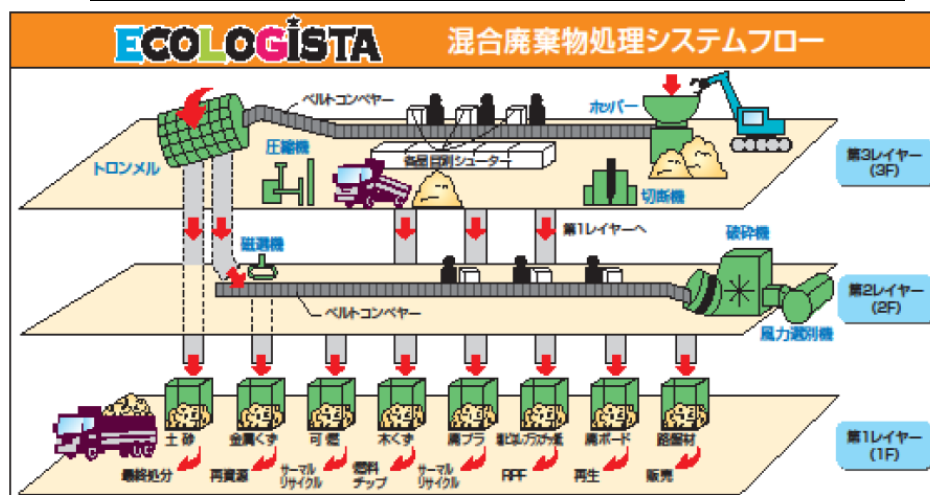 ECOLOGISTA 混合廃棄物処理システムフロー
ベルトコンベヤー
ホッパー
トロンメル
圧縮機
各品目別シューター
切断機
第3レイヤー
(3F)
磁選機
第1レイヤーへ
破砕機
ベルトコンベヤー
風力選別機
第2レイヤー
(2F)
土砂
金属くず
可燃
木くず
廃プラ
廃ボード
路盤材
最終処分
再資源
サーマル
リサイクル
燃料
チップ
サーマル
リサイクル
RPF
再生
販売
第1レイヤー
(1F)